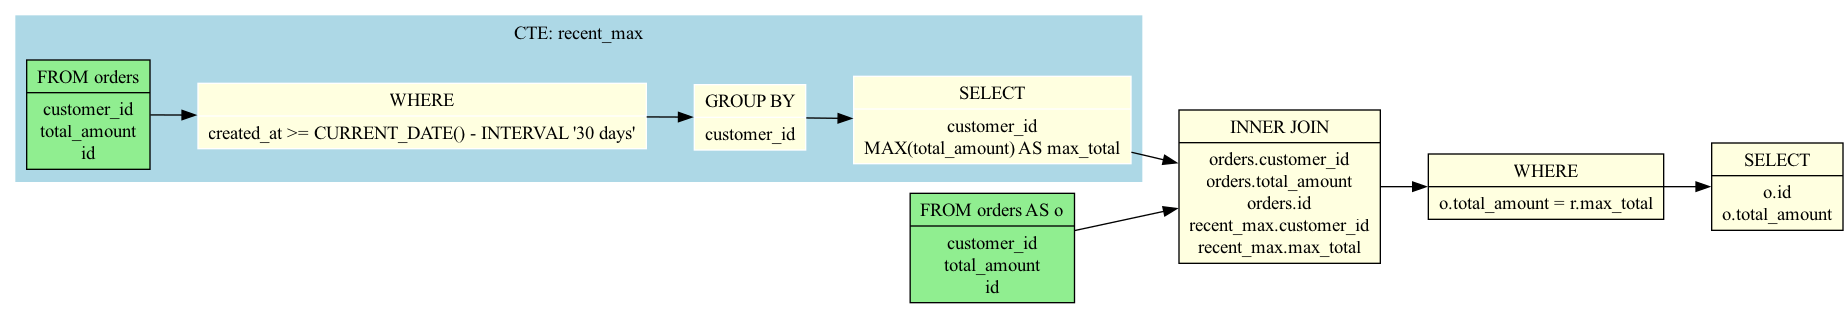 CTE: recent_max
FROM orders
customer_id
total_amount
id
WHERE
created_at >= CURRENT_DATE() - INTERVAL '30 days'
GROUP BY
customer_id
SELECT
customer_id
MAX(total_amount) AS max_total
FROM orders AS o
customer_id
total_amount
id
INNER JOIN
orders.customer_id
orders.total_amount
orders.id
recent_max.customer_id
recent_max.max_total
WHERE
o.total_amount = r.max_total
SELECT
o.id
o.total_amount